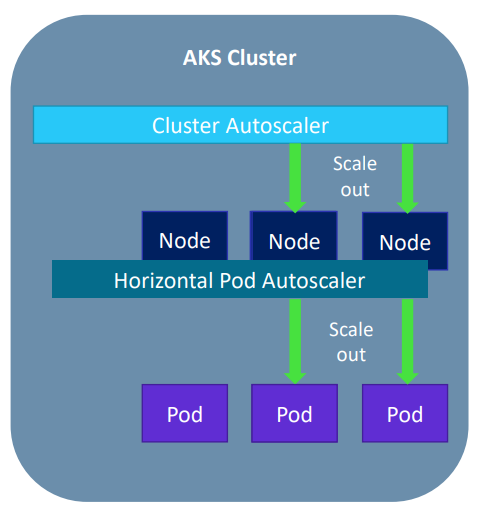 AKS Cluster
Cluster Autoscaler
Scale
out
Node
Node
Node
Horizontal Pod Autoscaler
Scale
out
Pod
Pod
Pod